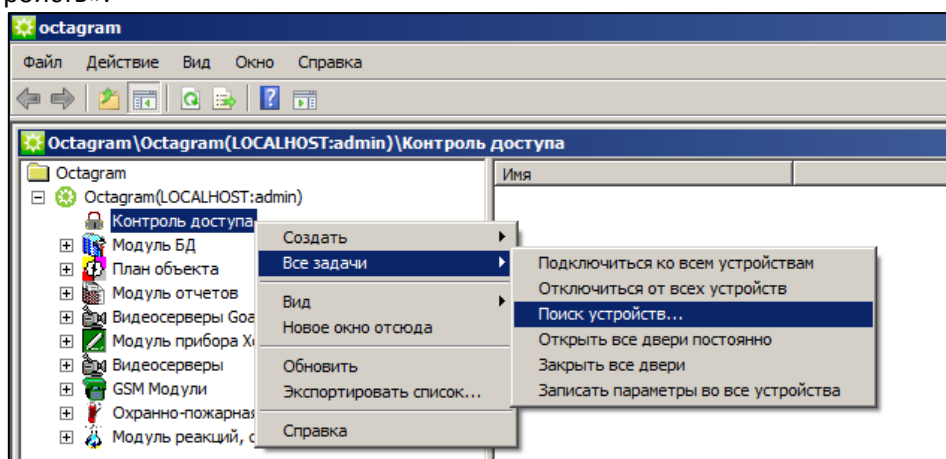 ройств».
octagram
Файл Действие Вид Окно Справка
Octagram\Octagram(LOCALHOST:admin)\Контроль доступа
Octagram
Имя
Octagram(LOCALHOST:admin)
Контроль доступа
Модуль БД
План объекта
Модуль отчетов
Видеосерверы Goa
Модуль прибора
Видеосерверы
GSM Модули
Охранно-пожарная
Модуль реакций, с
Создать
Все задачи
Вид
Новое окно отсюда
Обновить
Экспортировать список...
Справка
Подключиться ко всем устройствам
Отключиться от всех устройств
Поиск устройств...
Открыть все двери постоянно
Закрыть все двери
Записать параметры во все устройства